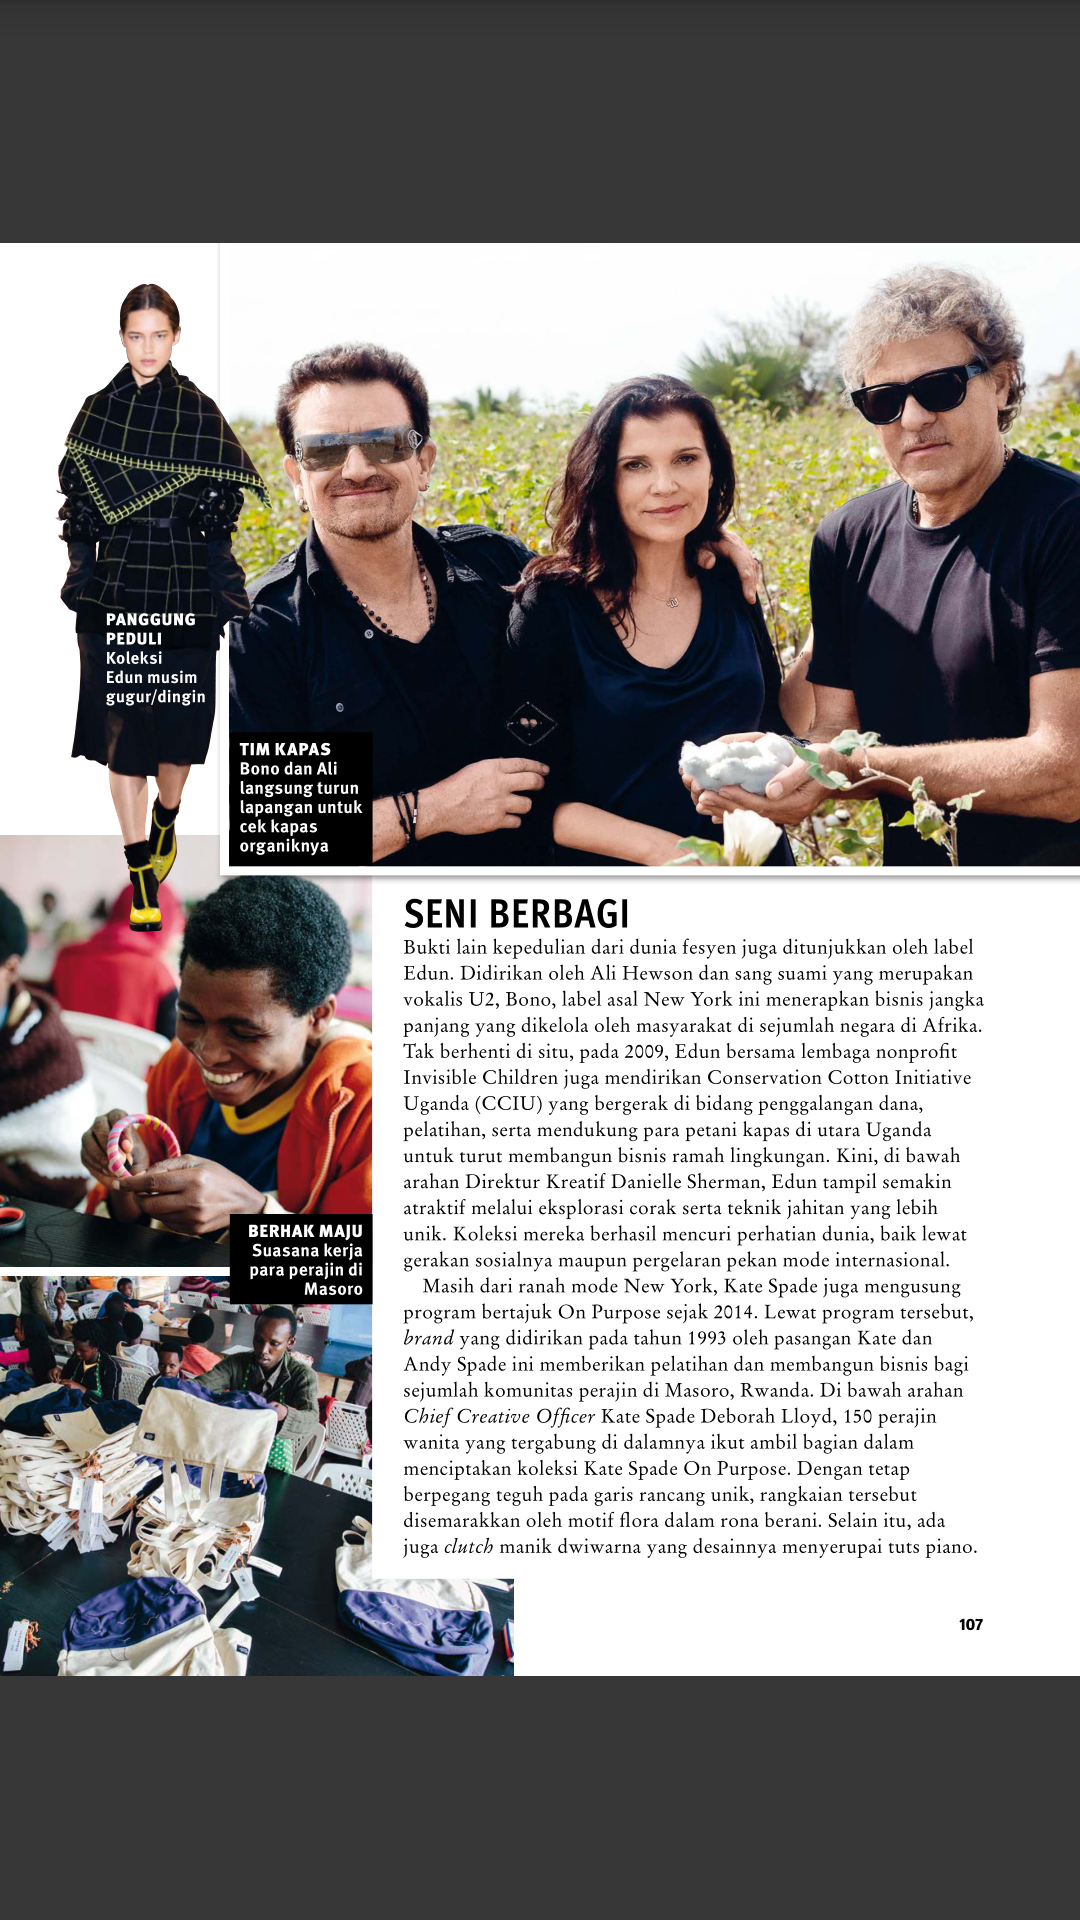 PANGGUNG
PEDULI
Koleksi
Edun musim
gugur/dingin
TIM KAPAS
Bono dan Ali
langsung turun
lapangan untuk
cek kapas
organiknya
BERHAK MAJU
Suasana kerja
para perajin di
Masoro
SENI BERBAGI
Bukti lain kepedulian dari dunia fesyen juga ditunjukkan oleh label
Edun. Didirikan oleh Ali Hewson dan sang suami yang merupakan
vokalis U2, Bono, label asal New York ini menerapkan bisnis jangka
panjang yang dikelola oleh masyarakat di sejumlah negara di Afrika.
Tak berhenti di situ, pada 2009, Edun bersama lembaga nonprofit
Invisible Children juga mendirikan Conservation Cotton Initiative
Uganda (CCIU) yang bergerak di bidang penggalangan dana,
pelatihan, serta mendukung para petani kapas di utara Uganda
untuk turut membangun bisnis ramah lingkungan. Kini, di bawah
arahan Direktur Kreatif Danielle Sherman, Edun tampil semakin
atraktif melalui eksplorasi corak serta teknik jahitan yang lebih
unik. Koleksi mereka berhasil mencuri perhatian dunia, baik lewat
gerakan sosialnya maupun pergelaran pekan mode internasional.
Masih dari ranah mode New York, Kate Spade juga mengusung
program bertajuk On Purpose sejak 2014. Lewat program tersebut,
brand yang didirikan pada tahun 1993 oleh pasangan Kate dan
Andy Spade ini memberikan pelatihan dan membangun bisnis bagi
sejumlah komunitas perajin di Masoro, Rwanda. Di bawah arahan
Chief Creative Officer Kate Spade Deborah Lloyd, 150 perajin
wanita yang tergabung di dalamnya ikut ambil bagian dalam
menciptakan koleksi Kate Spade On Purpose. Dengan tetap
berpegang teguh pada garis rancang unik, rangkaian tersebut
disemarakkan oleh motif flora dalam rona berani. Selain itu, ada
juga clutch manik dwiwarna yang desainnya menyerupai tuts piano.
107